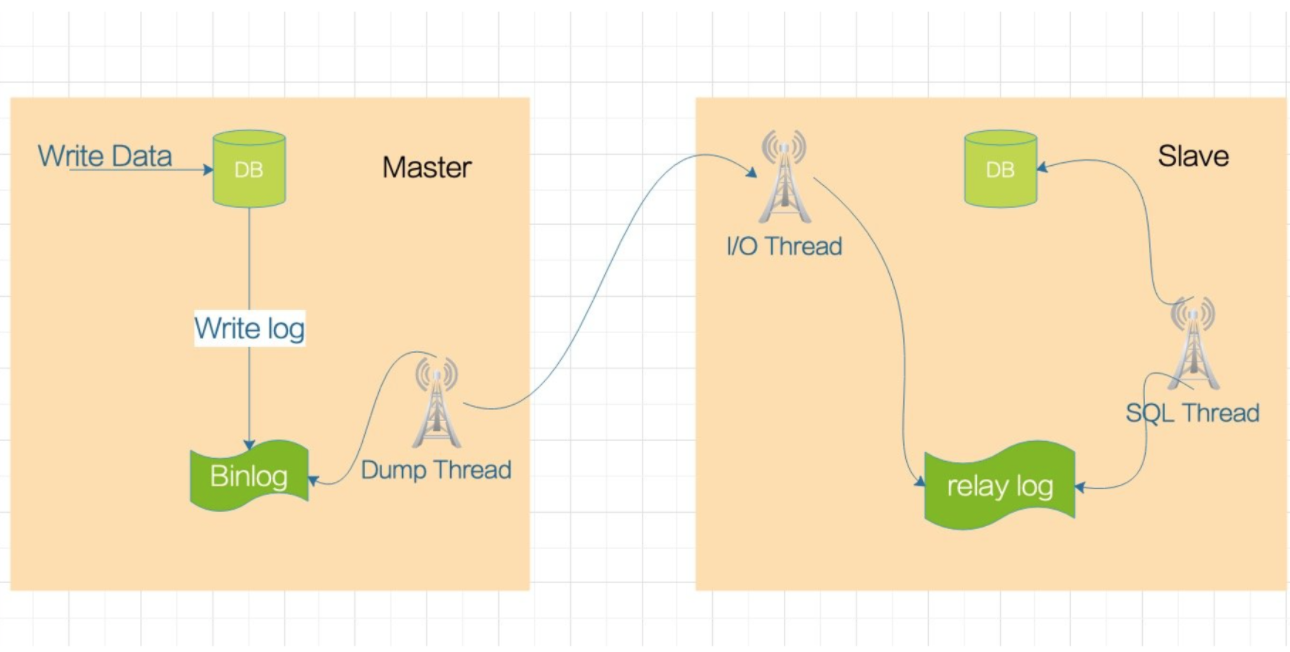 Write Data
DB
Master
Write log
Binlog
Dump Thread
I/O Thread
DB
Slave
SQL Thread
relay log